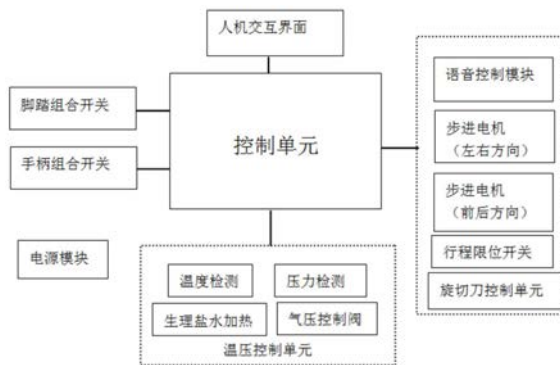 人机交互界面
脚踏组合开关
手柄组合开关
控制单元
语音控制模块
步进电机
（左右方向）
步进电机
（前后方向）
行程限位开关
旋切刀控制单元
电源模块
温度检测
压力检测
生理盐水加热
气压控制阀
温压控制单元